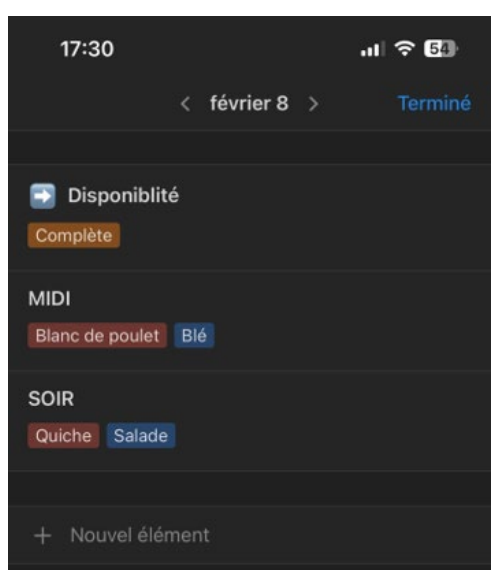 17:30 54
< février 8 > Terminé
➡️ Disponiblité
Complète
MIDI
Blanc de poulet Blé
SOIR
Quiche Salade
+ Nouvel élément